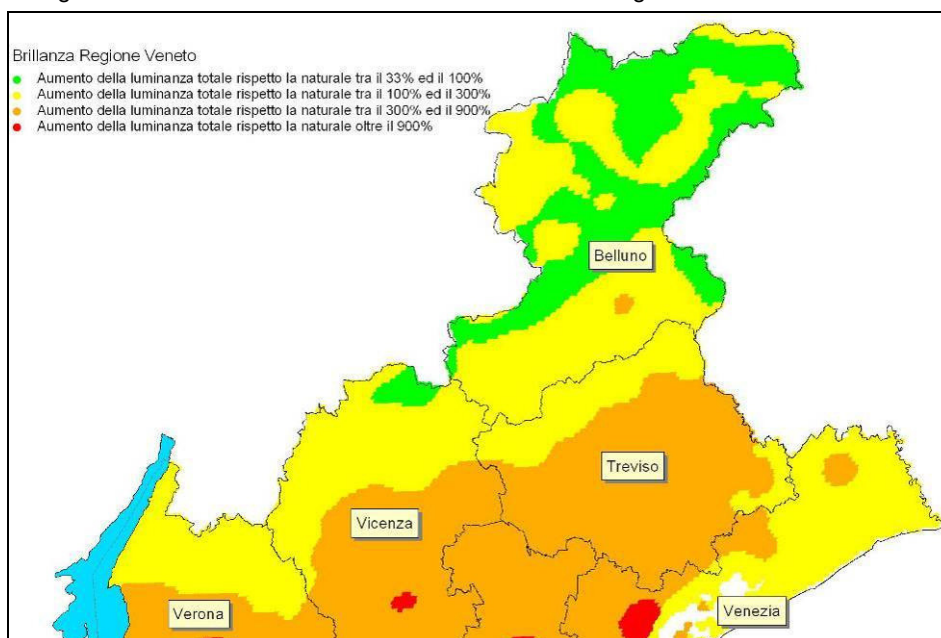 Brillanza Regione Veneto
Aumento della luminanza totale rispetto la naturale tra il 33% ed il 100%
Aumento della luminanza totale rispetto la naturale tra il 100% ed il 300%
Aumento della luminanza totale rispetto la naturale tra il 300% ed il 900%
Aumento della luminanza totale rispetto la naturale oltre il 900%
Belluno
Treviso
Vicenza
Verona
Venezia